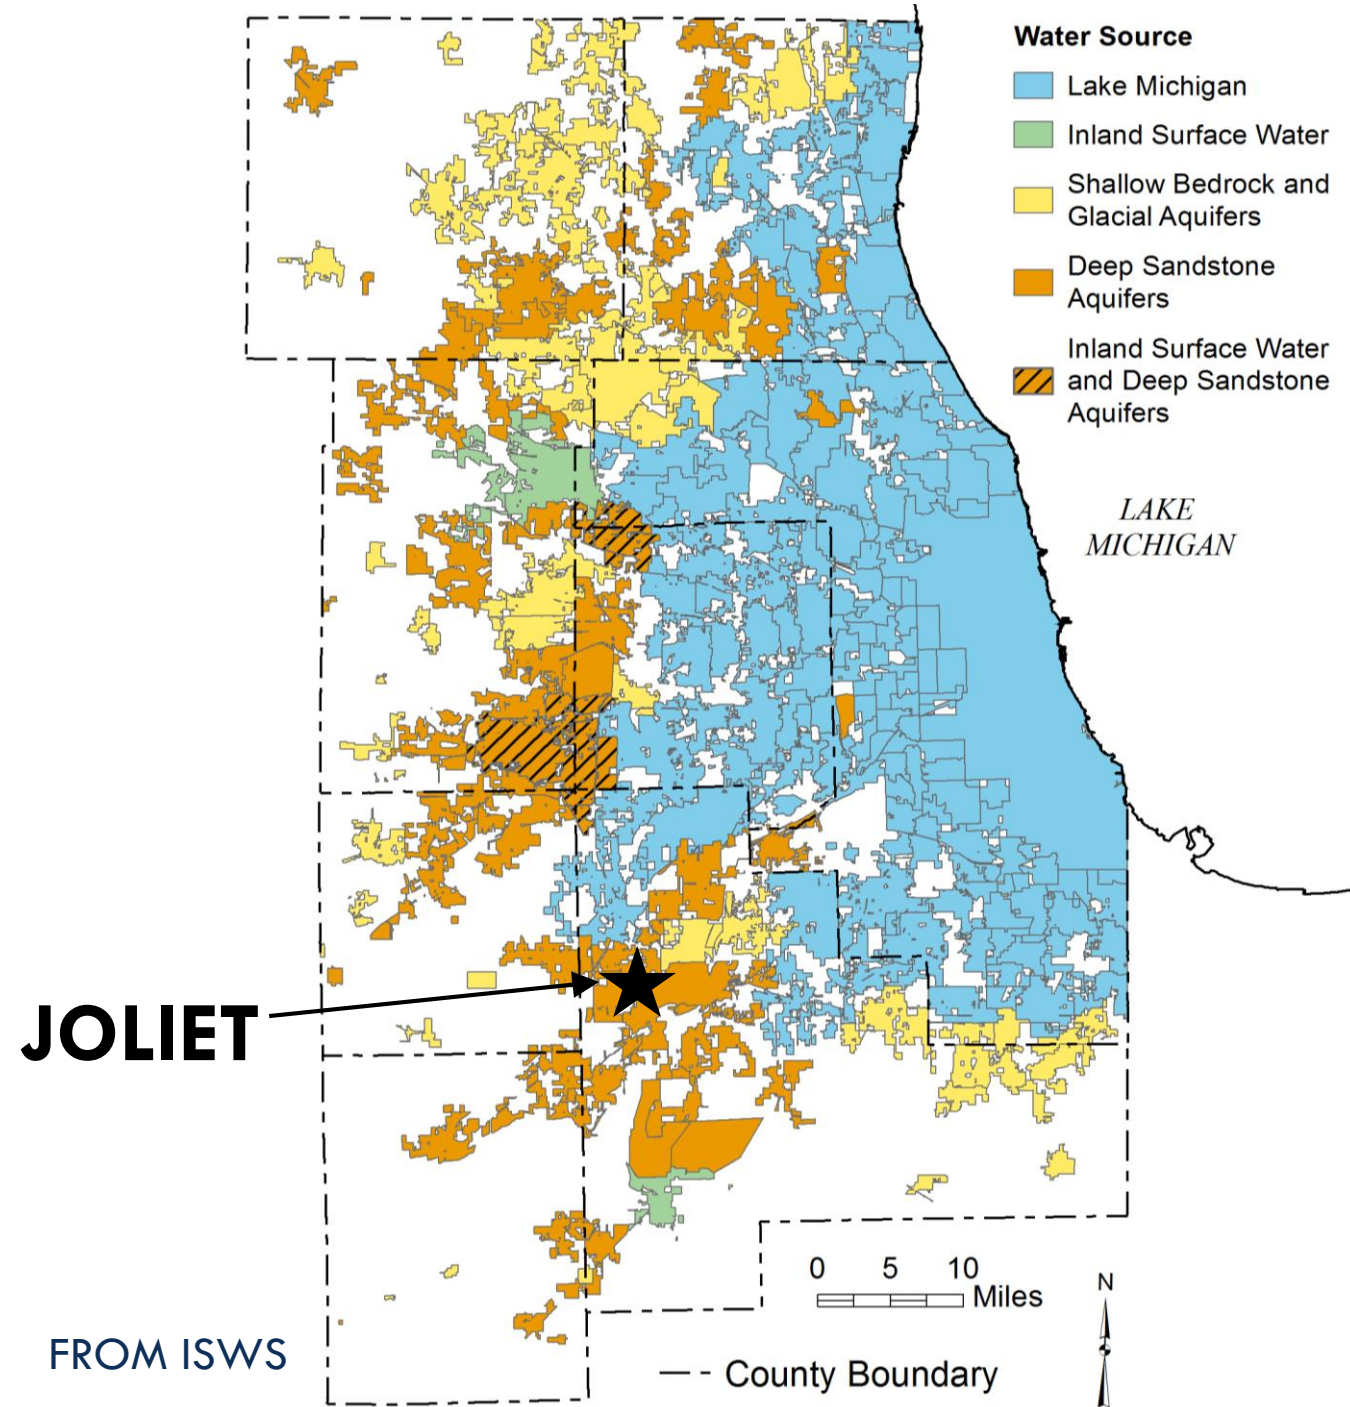 Water Source
Lake Michigan
Inland Surface Water
Shallow Bedrock and
Glacial Aquifers
Deep Sandstone
Aquifers
Inland Surface Water
and Deep Sandstone
Aquifers
LAKE
MICHIGAN
JOLIET
0 5 10
Miles
N
FROM ISWS
County Boundary